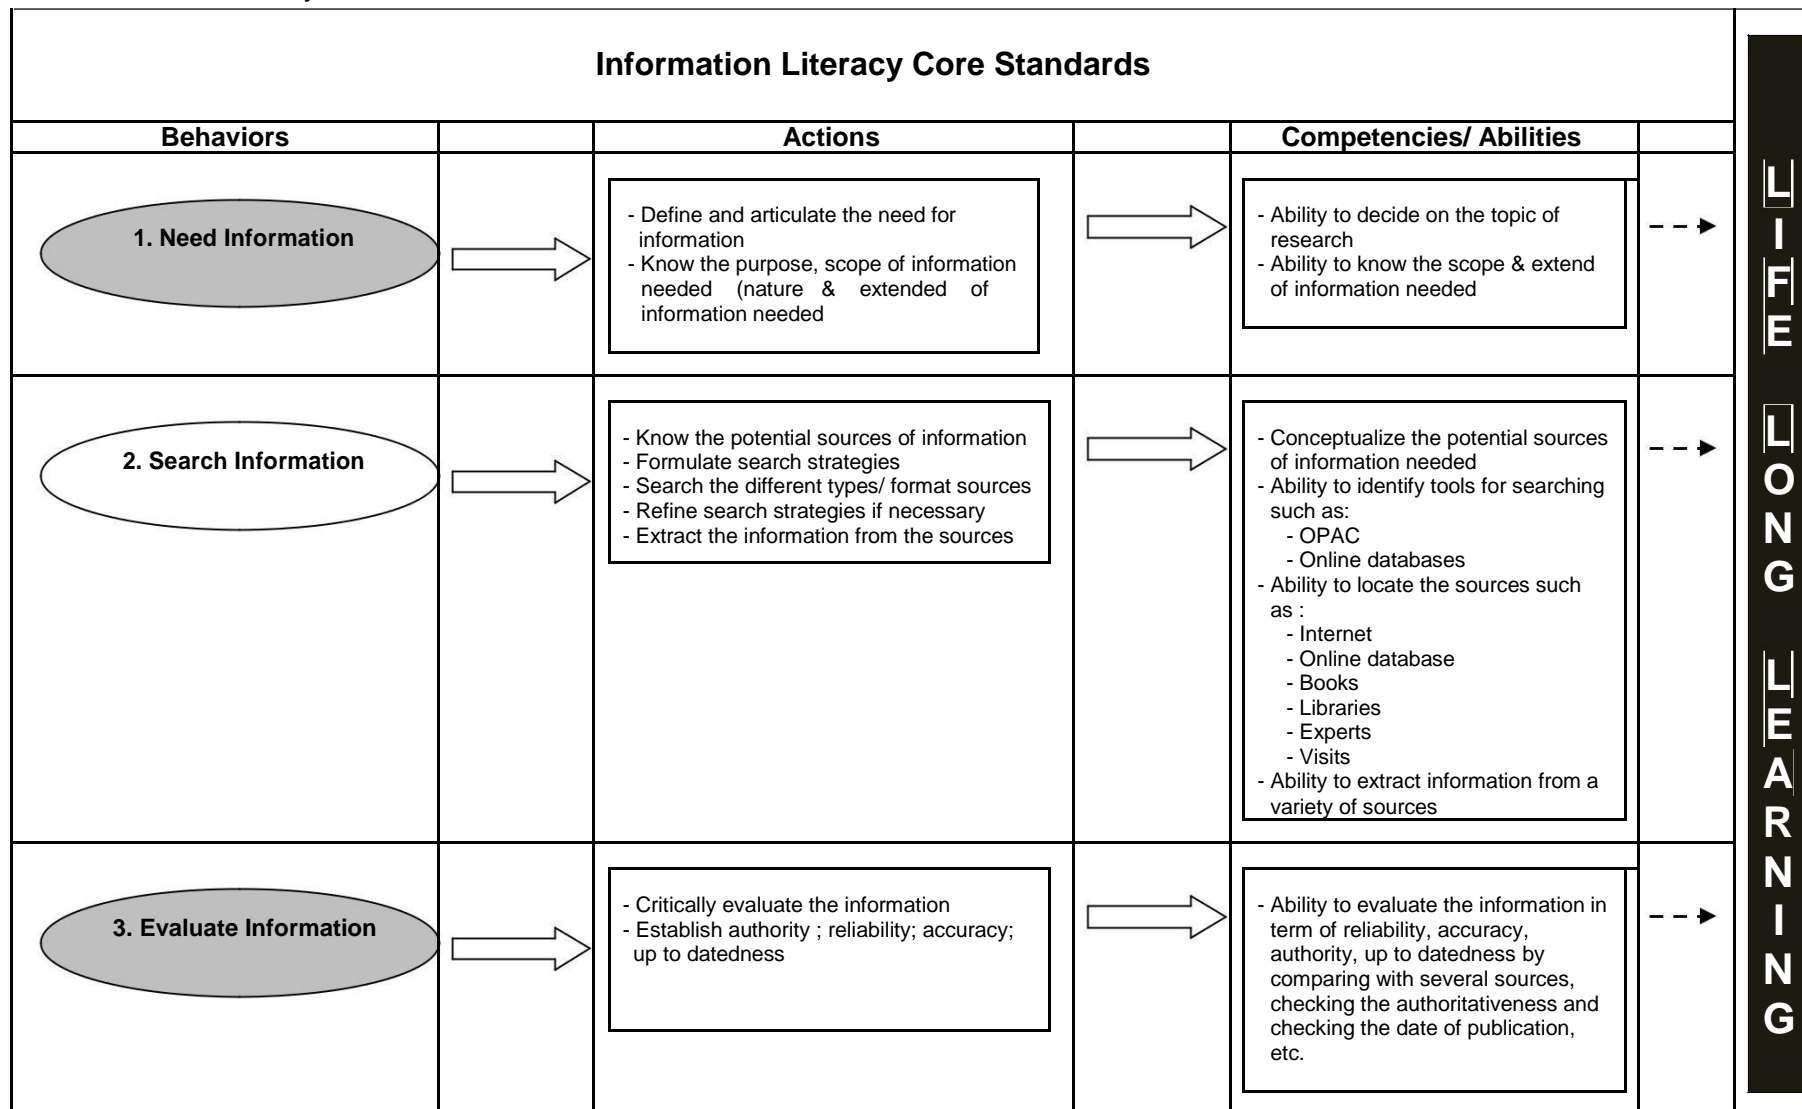 Information Literacy Core Standards
Behaviors
Actions
Competencies/ Abilities
1. Need Information
- Define and articulate the need for
information
- Know the purpose, scope of information
needed (nature & extended of
information needed
- Ability to decide on the topic of
research
- Ability to know the scope & extend
of information needed
2. Search Information
- Know the potential sources of information
- Formulate search strategies
- Search the different types/ format sources
- Refine search strategies if necessary
- Extract the information from the sources
- Conceptualize the potential sources
of information needed
- Ability to identify tools for searching
such as:
- OPAC
- Online databases
- Ability to locate the sources such
as :
- Internet
- Online database
- Books
- Libraries
- Experts
- Visits
- Ability to extract information from a
variety of sources
3. Evaluate Information
- Critically evaluate the information
- Establish authority ; reliability; accuracy;
up to datedness
- Ability to evaluate the information in
term of reliability, accuracy,
authority, up to datedness by
comparing with several sources,
checking the authoritativeness and
checking the date of publication,
etc.
LIFE LONG LEARNING